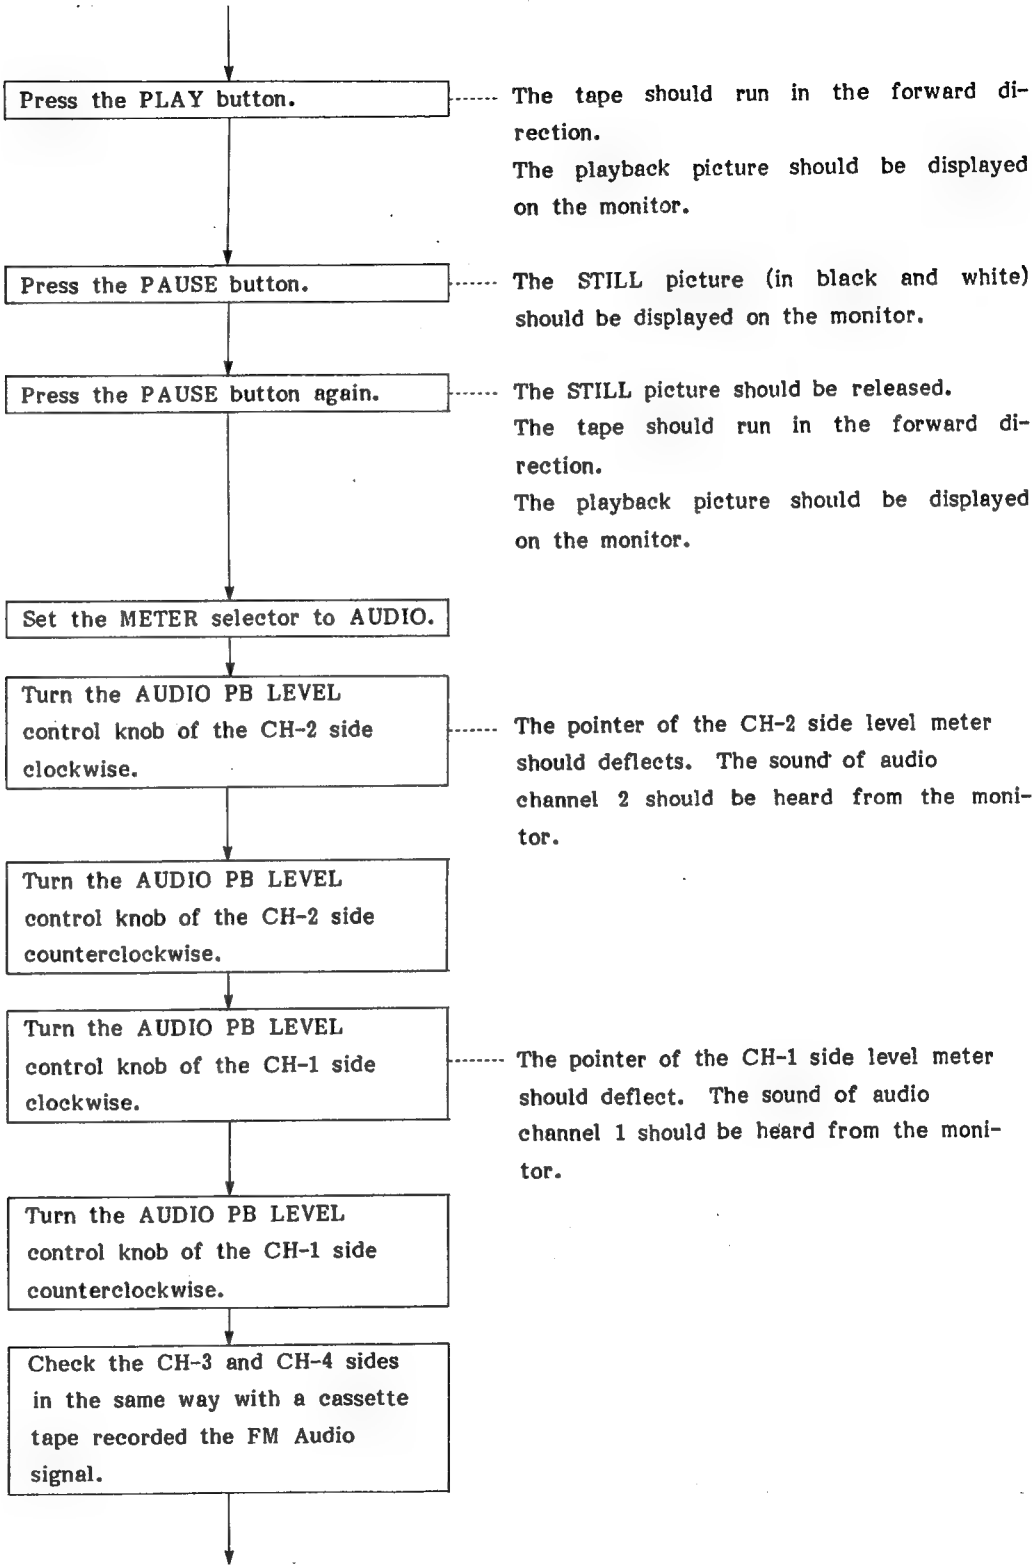 Press the PLAY button.
The tape should run in the forward di-
rection.
The playback picture should be displayed
on the monitor.
Press the PAUSE button.
The STILL picture (in black and white)
should be displayed on the monitor.
Press the PAUSE button again.
The STILL picture should be released.
The tape should run in the forward di-
rection.
The playback picture should be displayed
on the monitor.
Set the METER selector to AUDIO.
Turn the AUDIO PB LEVEL
control knob of the CH-2 side
clockwise.
The pointer of the CH-2 side level meter
should deflects. The sound of audio
channel 2 should be heard from the moni-
tor.
Turn the AUDIO PB LEVEL
control knob of the CH-2 side
counterclockwise.
Turn the AUDIO PB LEVEL
control knob of the CH-1 side
clockwise.
The pointer of the CH-1 side level meter
should deflect. The sound of audio
channel 1 should be heard from the moni-
tor.
Turn the AUDIO PB LEVEL
control knob of the CH-1 side
counterclockwise.
Check the CH-3 and CH-4 sides
in the same way with a cassette
tape recorded the FM Audio
signal.